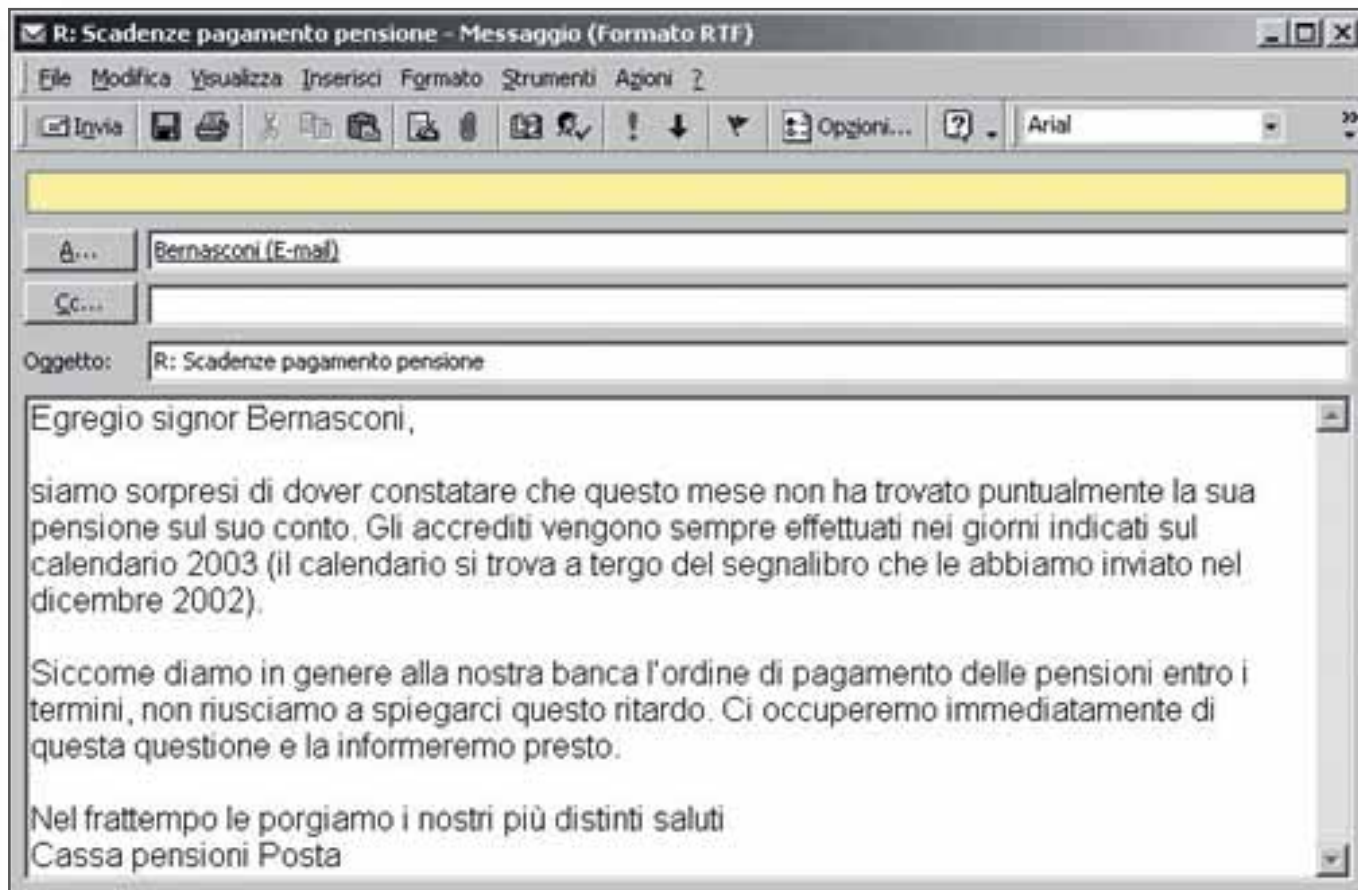 R: Scadenze pagamento pensione - Messaggio (Formato RTF)
File Modifica Visualizza Inserisci Formato Strumenti Azioni ?
Invia Opzioni... Arial
A...
Bernasconi (E-mail)
Cc...
Oggetto: R: Scadenze pagamento pensione
Egregio signor Bernasconi,
siamo sorpresi di dover constatare che questo mese non ha trovato puntualmente la sua
pensione sul suo conto. Gli accrediti vengono sempre effettuati nei giorni indicati sul
calendario 2003 (il calendario si trova a tergo del segnalibro che le abbiamo inviato nel
dicembre 2002).
Siccome diamo in genere alla nostra banca l'ordine di pagamento delle pensioni entro i
termini, non riusciamo a spiegarci questo ritardo. Ci occuperemo immediatamente di
questa questione e la informeremo presto.
Nel frattempo le porgiamo i nostri più distinti saluti
Cassa pensioni Posta